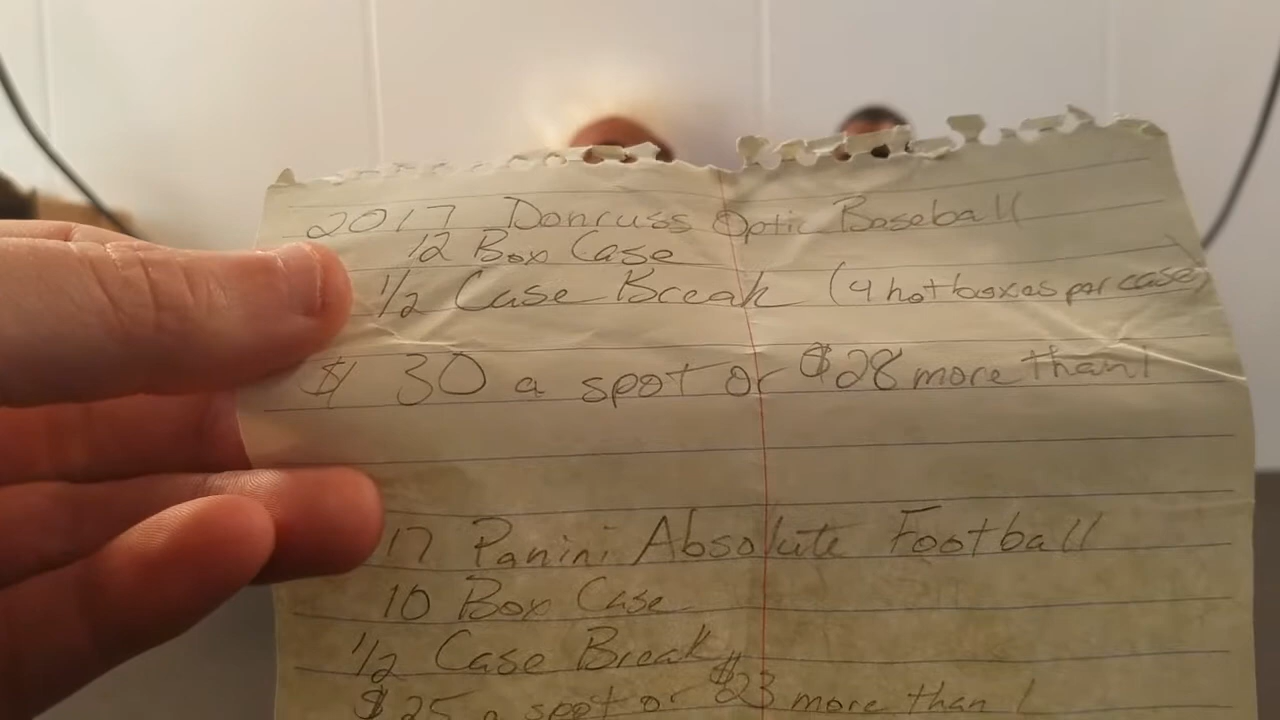 2017 Donruss Optic Baseball
12 Box Case
1/2 Case Break (4 hot boxes per case)
$ 30 a spot or $28 more than 1
17 Panini Absolute Football
10 Box Case
1/2 Case Break
$25 a spot or $23 more than 1